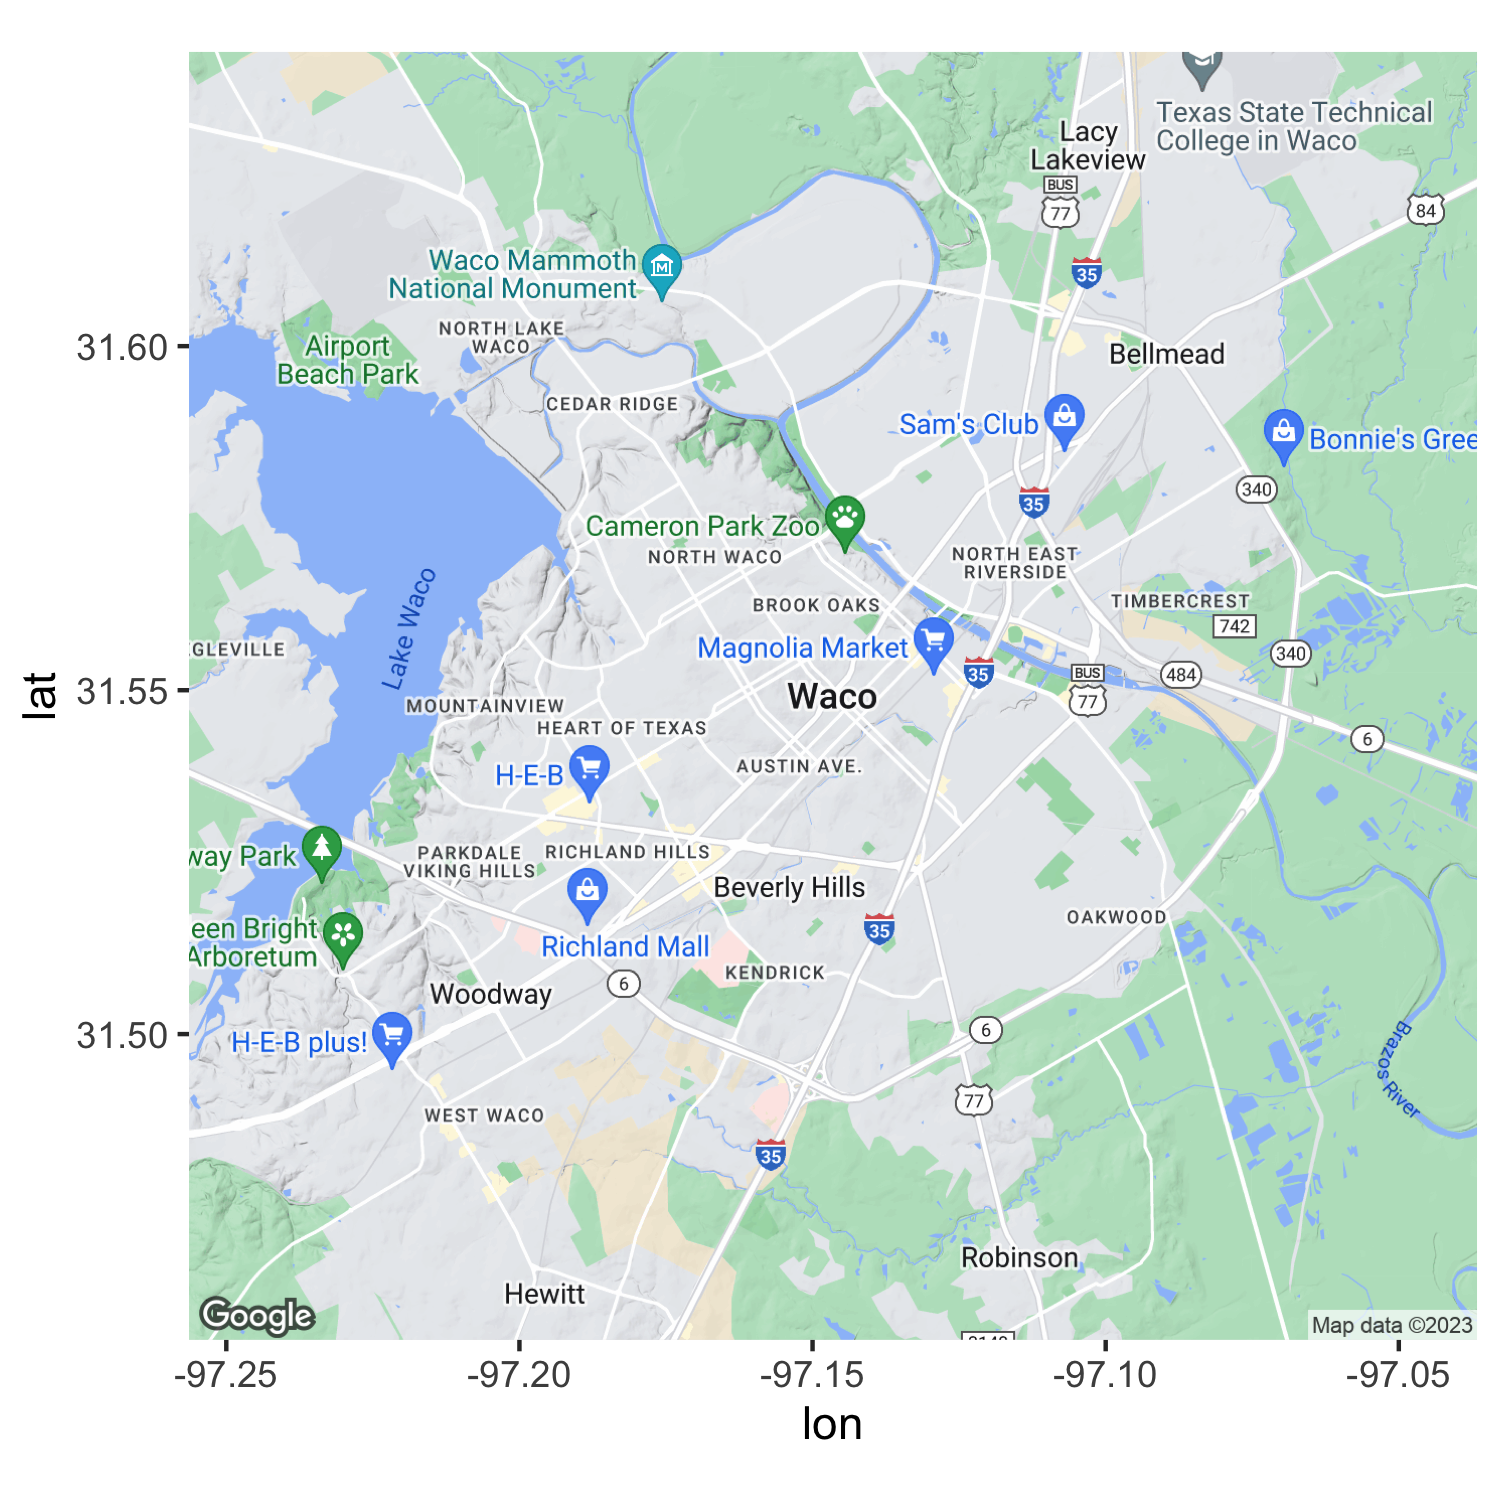 Texas State Technical
College in Waco
Lacy
Lakeview
BUS
77
84
35
Waco Mammoth
National Monument
NORTH LAKE
WACO
Airport
Beach Park
Bellmead
CEDAR RIDGE
Sam's Club
Bonnie's Gree
340
35
Cameron Park Zoo
NORTH WACO
NORTH EAST
RIVERSIDE
BROOK OAKS
TIMBERCREST
742
Lake Waco
GLEVILLE
Magnolia Market
340
35
BUS
77
484
Waco
MOUNTAINVIEW
HEART OF TEXAS
6
H-E-B
AUSTIN AVE.
way Park
PARKDALE
VIKING HILLS
RICHLAND HILLS
Beverly Hills
een Bright
Arboretum
OAKWOOD
35
Richland Mall
KENDRICK
6
Woodway
H-E-B plus!
6
Brazos River
77
WEST WACO
35
Robinson
Hewitt
Google
Map data ©2023
31.60
31.55
31.50
lat
-97.25
-97.20
-97.15
-97.10
-97.05
lon